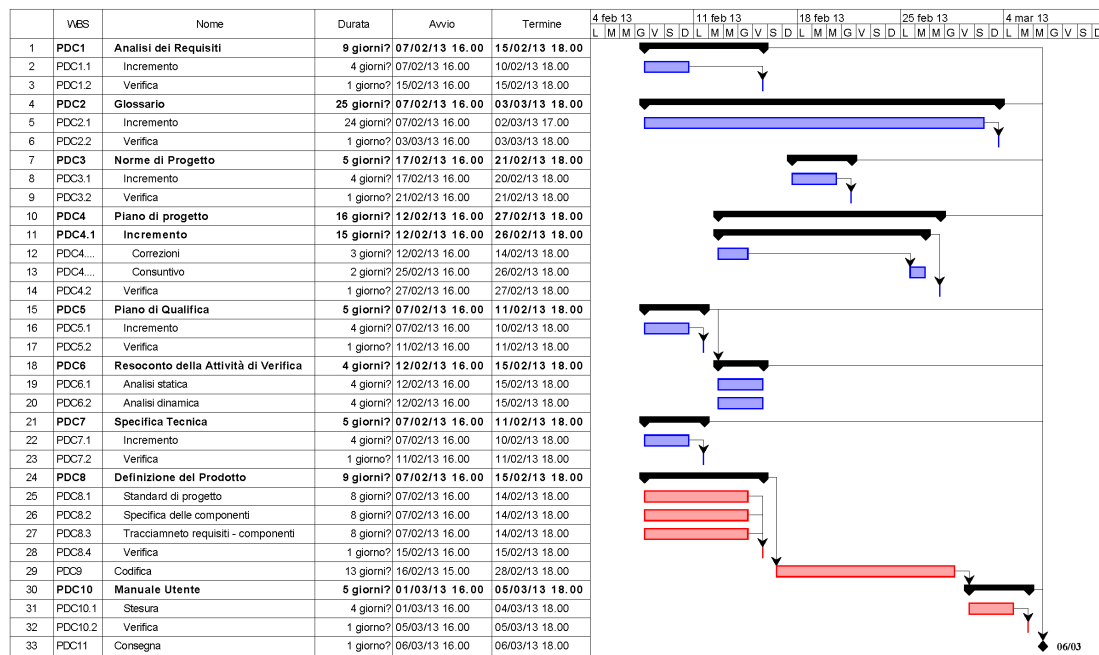 WBS Nome Durata Avvio Termine
4 feb 13 11 feb 13 18 feb 13 25 feb 13 4 mar 13
L M M G V S D L M M G V S D L M M G V S D L M M G V S D L M M G V S D
1 PDC1 Analisi dei Requisiti 9 giorni? 07/02/13 16.00 15/02/13 18.00
2 PDC1.1 Incremento 4 giorni? 07/02/13 16.00 10/02/13 18.00
3 PDC1.2 Verifica 1 giorno? 15/02/13 16.00 15/02/13 18.00
4 PDC2 Glossario 25 giorni? 07/02/13 16.00 03/03/13 18.00
5 PDC2.1 Incremento 24 giorni? 07/02/13 16.00 02/03/13 17.00
6 PDC2.2 Verifica 1 giorno? 03/03/13 16.00 03/03/13 18.00
7 PDC3 Norme di Progetto 5 giorni? 17/02/13 16.00 21/02/13 18.00
8 PDC3.1 Incremento 4 giorni? 17/02/13 16.00 20/02/13 18.00
9 PDC3.2 Verifica 1 giorno? 21/02/13 16.00 21/02/13 18.00
10 PDC4 Piano di progetto 16 giorni? 12/02/13 16.00 27/02/13 18.00
11 PDC4.1 Incremento 15 giorni? 12/02/13 16.00 26/02/13 18.00
12 PDC4.... Correzioni 3 giorni? 12/02/13 16.00 14/02/13 18.00
13 PDC4.... Consuntivo 2 giorni? 25/02/13 16.00 26/02/13 18.00
14 PDC4.2 Verifica 1 giorno? 27/02/13 16.00 27/02/13 18.00
15 PDC5 Piano di Qualifica 5 giorni? 07/02/13 16.00 11/02/13 18.00
16 PDC5.1 Incremento 4 giorni? 07/02/13 16.00 10/02/13 18.00
17 PDC5.2 Verifica 1 giorno? 11/02/13 16.00 11/02/13 18.00
18 PDC6 Resoconto della Attività di Verifica 4 giorni? 12/02/13 16.00 15/02/13 18.00
19 PDC6.1 Analisi statica 4 giorni? 12/02/13 16.00 15/02/13 18.00
20 PDC6.2 Analisi dinamica 4 giorni? 12/02/13 16.00 15/02/13 18.00
21 PDC7 Specifica Tecnica 5 giorni? 07/02/13 16.00 11/02/13 18.00
22 PDC7.1 Incremento 4 giorni? 07/02/13 16.00 10/02/13 18.00
23 PDC7.2 Verifica 1 giorno? 11/02/13 16.00 11/02/13 18.00
24 PDC8 Definizione del Prodotto 9 giorni? 07/02/13 16.00 15/02/13 18.00
25 PDC8.1 Standard di progetto 8 giorni? 07/02/13 16.00 14/02/13 18.00
26 PDC8.2 Specifica delle componenti 8 giorni? 07/02/13 16.00 14/02/13 18.00
27 PDC8.3 Tracciamneto requisiti - componenti 8 giorni? 07/02/13 16.00 14/02/13 18.00
28 PDC8.4 Verifica 1 giorno? 15/02/13 16.00 15/02/13 18.00
29 PDC9 Codifica 13 giorni? 16/02/13 15.00 28/02/13 18.00
30 PDC10 Manuale Utente 5 giorni? 01/03/13 16.00 05/03/13 18.00
31 PDC10.1 Stesura 4 giorni? 01/03/13 16.00 04/03/13 18.00
32 PDC10.2 Verifica 1 giorno? 05/03/13 16.00 05/03/13 18.00
33 PDC11 Consegna 1 giorno? 06/03/13 16.00 06/03/13 18.00
06/03